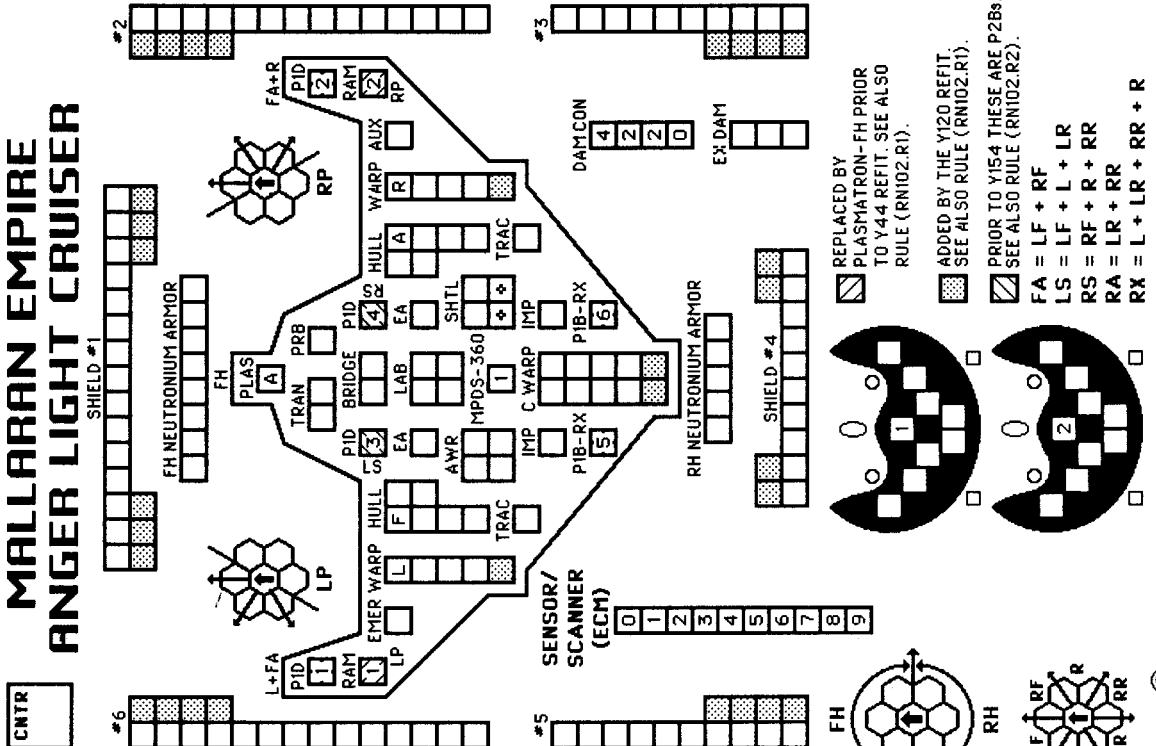 CNTR
MALLARAN EMPIRE
ANGER LIGHT CRUISER
SHIELD #1
#6
#2
FH NEUTRONIUM ARMOR
LP
RP
FH
PLAS
A
L+FA
P1D
1
RAM
1
LP
FA+R
P1D
2
RAM
2
RP
EMER
WARP
L
HULL
F
TRAN
PRB
P1D
3
LS
BRIDGE
P1D
4
EA
LAB
EA
HULL
A
WARP
R
AUX
AWR
MPDS-360
1
SHTL
TRAC
TRAC
IMP
C WARP
IMP
P1B-RX
5
P1B-RX
6
#5
#3
SENSOR/
SCANNER
(ECM)
0
1
2
3
4
5
6
7
8
9
DAM CON
4
2
2
0
EX DAM
RH NEUTRONIUM ARMOR
SHIELD #4
FH
RH
RF
R
RR
1
2
REPLACED BY
PLASMATRON-FH PRIOR
TO Y44 REFIT. SEE ALSO
RULE (RN102.R1).
ADDED BY THE Y120 REFIT.
SEE ALSO RULE (RN102.R1).
PRIOR TO Y154 THESE ARE P2Bs
SEE ALSO RULE (RN102.R2).
FA = LF + RF
LS = LF + L + LR
RS = RF + R + RR
RA = LR + RR
RX = L + LR + RR + R